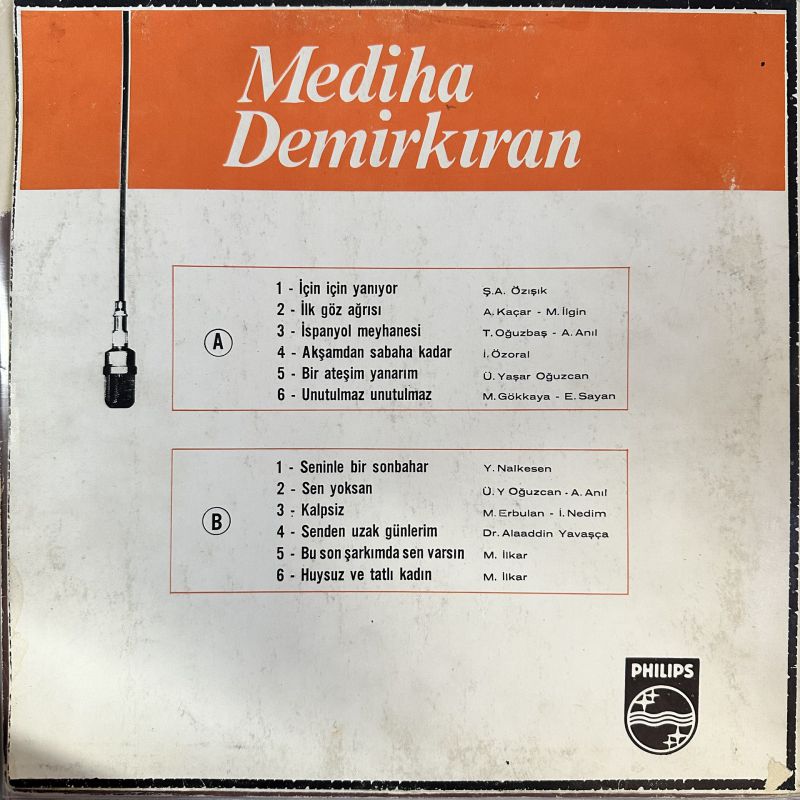 Mediha
Demirkıran
A
1 - İçin için yanıyor Ş.A. Özışık
2 - İlk göz ağrısı A. Kaçar - M. İlgin
3 - İspanyol meyhanesi T. Oğuzbaş - A. Anıl
4 - Akşamdan sabaha kadar İ. Özoral
5 - Bir ateşim yanarım Ü. Yaşar Oğuzcan
6 - Unutulmaz unutulmaz M. Gökkaya - E. Sayan
B
1 - Seninle bir sonbahar Y. Nalkesen
2 - Sen yoksan Ü. Y Oğuzcan - A. Anıl
3 - Kalpsiz M. Erbulan - İ. Nedim
4 - Senden uzak günlerim Dr. Alaaddin Yavaşça
5 - Bu son şarkımda sen varsın M. İlkar
6 - Huysuz ve tatlı kadın M. İlkar
PHILIPS